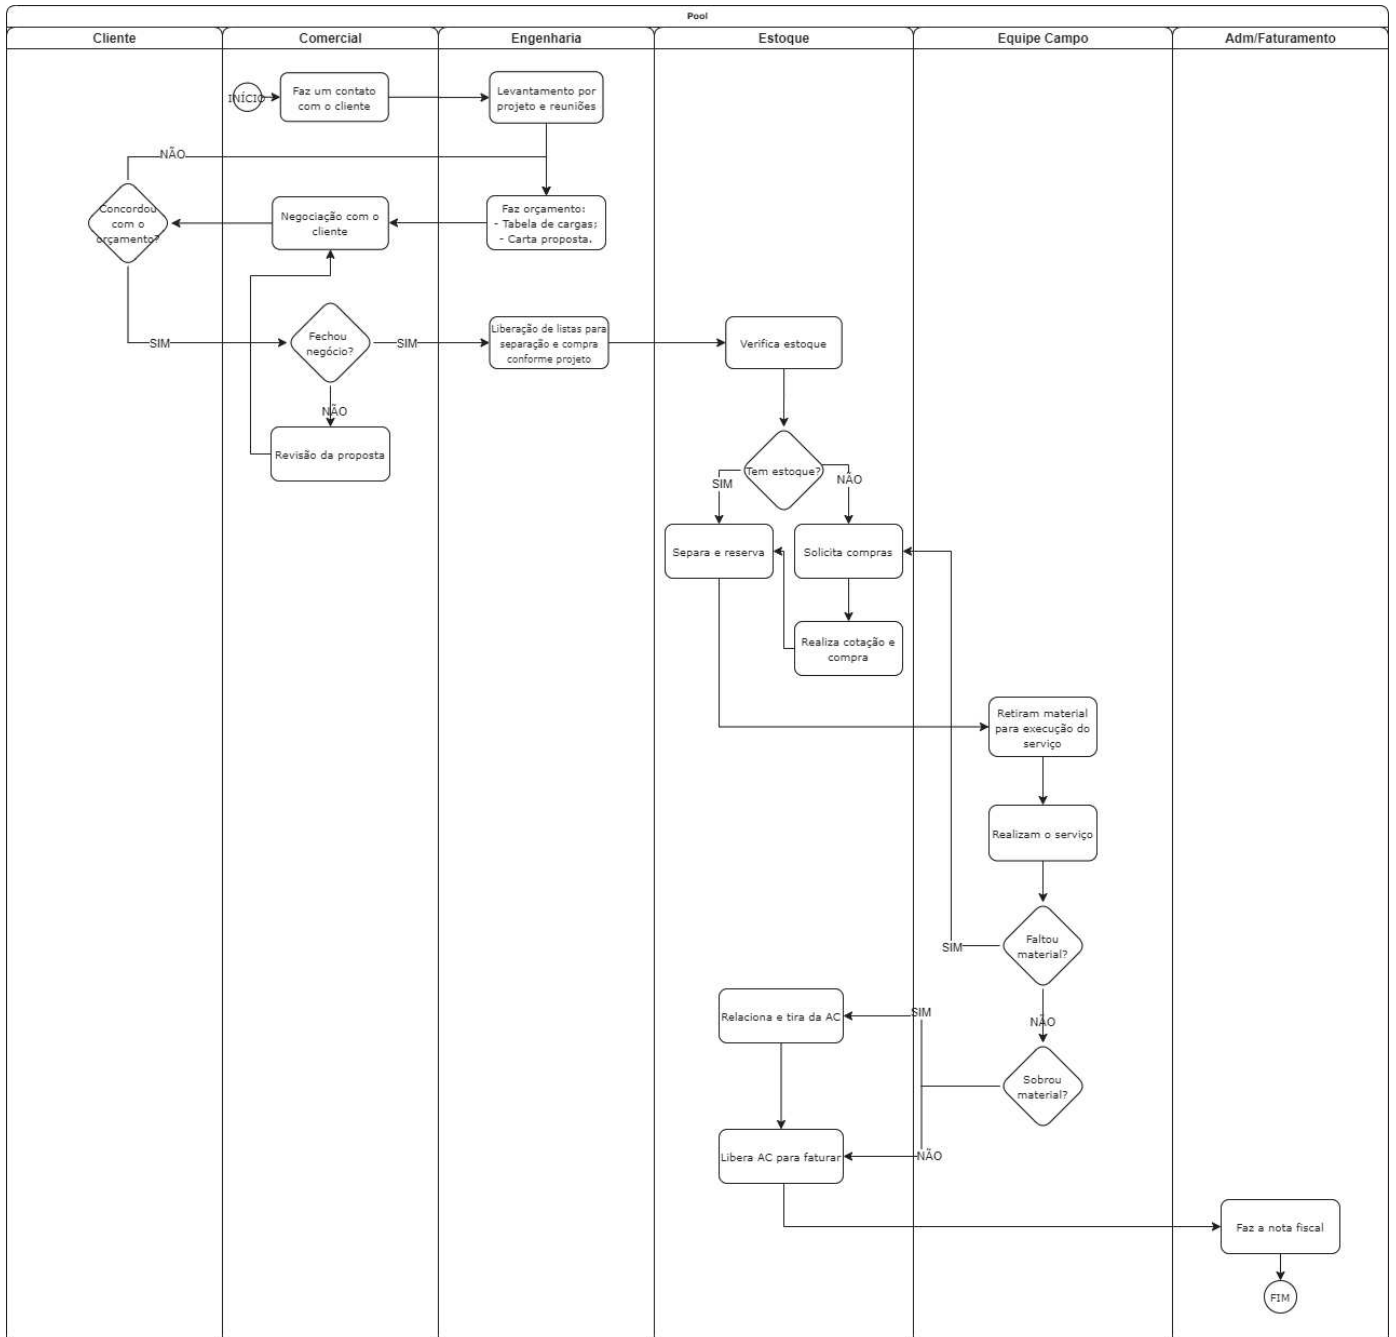 Pool
Cliente
Comercial
Engenharia
Estoque
Equipe Campo
Adm/Faturamento
INÍCIO
Faz um contato
com o cliente
Levantamento por
projeto e reuniões
NÃO
Concordou
com o
orçamento?
Negociação com o
cliente
Faz orçamento:
- Tabela de cargas;
- Carta proposta.
SIM
Fechou
negócio?
SIM
Liberação de listas para
separação e compra
conforme projeto
Verifica estoque
NÃO
Revisão da proposta
Tem estoque?
SIM
NÃO
Separa e reserva
Solicita compras
Realiza cotação e
compra
Retiram material
para execução do
serviço
Realizam o serviço
Faltou
material?
SIM
NÃO
Relaciona e tira da AC
SIM
Sobrou
material?
Libera AC para faturar
NÃO
Faz a nota fiscal
FIM